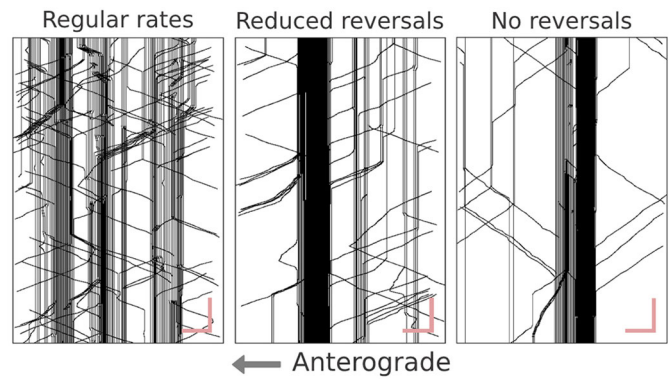 Regular rates
Reduced reversals
No reversals
Anterograde